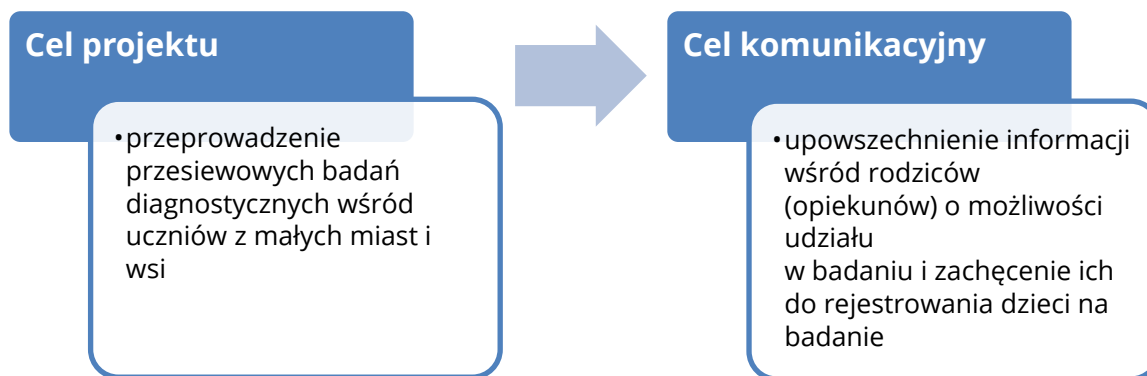 Cel projektu
•przeprowadzenie
przesiewowych badań
diagnostycznych wśród
uczniów z małych miast i
wsi
Cel komunikacyjny
•upowszechnienie informacji
wśród rodziców
(opiekunów) o możliwości
udziału
w badaniu i zachęcenie ich
do rejestrowania dzieci na
badanie